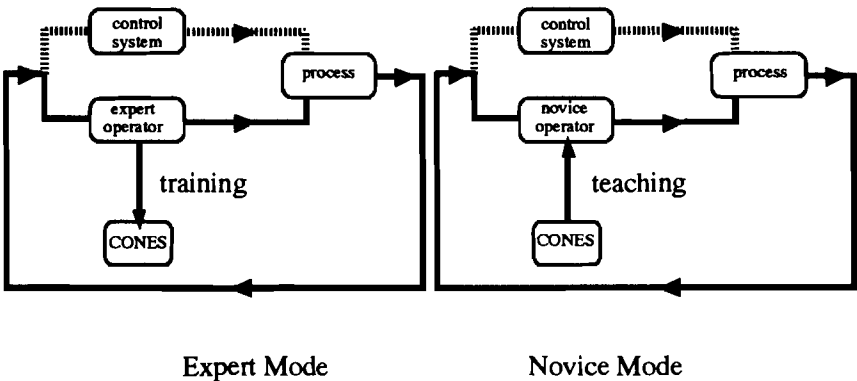 control
system
process
expert
operator
training
CONES
Expert Mode
control
system
process
novice
operator
teaching
CONES
Novice Mode